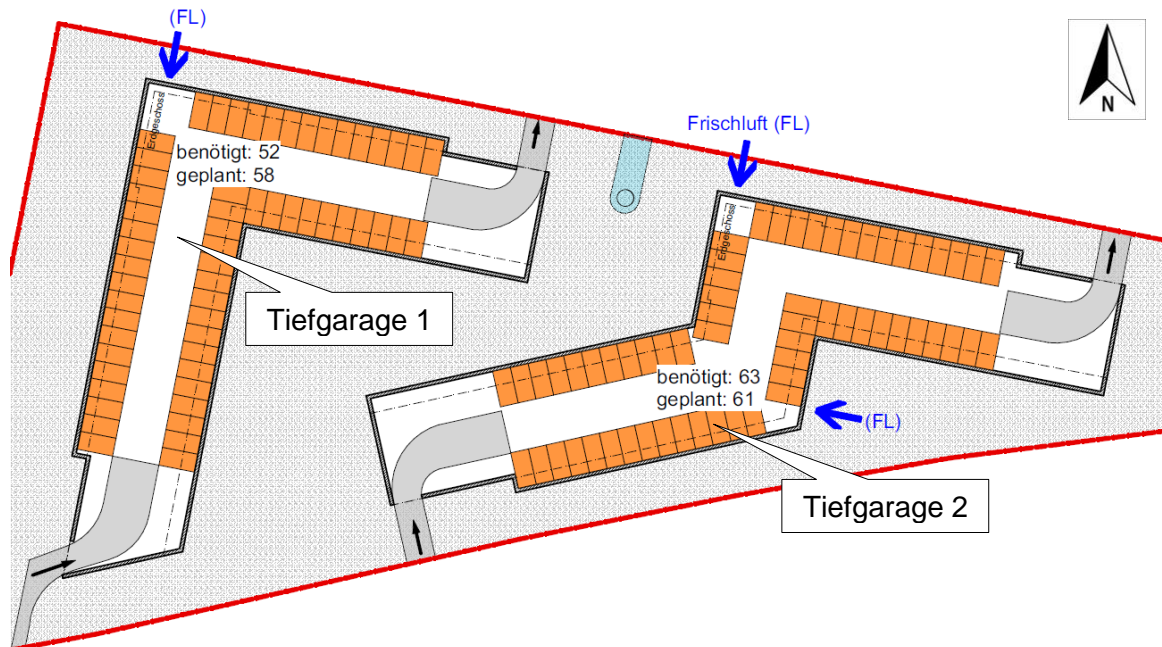 (FL)
N
Frischluft (FL)
Erdgeschoss
benötigt: 52
geplant: 58
Erdgeschoss
Tiefgarage 1
benötigt: 63
geplant: 61
(FL)
Tiefgarage 2